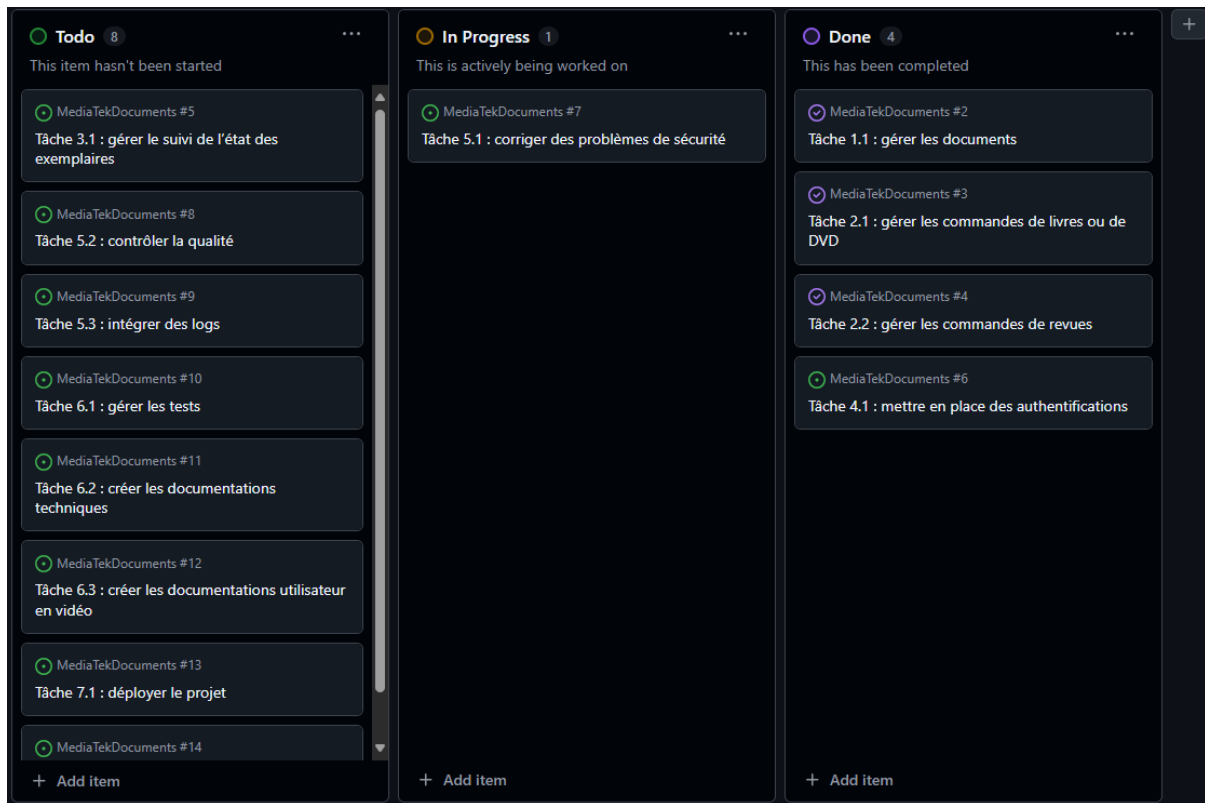 Todo 8
This item hasn't been started
MediaTekDocuments #5
Tâche 3.1 : gérer le suivi de l’état des
exemplaires
MediaTekDocuments #8
Tâche 5.2 : contrôler la qualité
MediaTekDocuments #9
Tâche 5.3 : intégrer des logs
MediaTekDocuments #10
Tâche 6.1 : gérer les tests
MediaTekDocuments #11
Tâche 6.2 : créer les documentations
techniques
MediaTekDocuments #12
Tâche 6.3 : créer les documentations utilisateur
en vidéo
MediaTekDocuments #13
Tâche 7.1 : déployer le projet
MediaTekDocuments #14
+ Add item
In Progress 1
This is actively being worked on
MediaTekDocuments #7
Tâche 5.1 : corriger des problèmes de sécurité
+ Add item
Done 4
This has been completed
MediaTekDocuments #2
Tâche 1.1 : gérer les documents
MediaTekDocuments #3
Tâche 2.1 : gérer les commandes de livres ou de
DVD
MediaTekDocuments #4
Tâche 2.2 : gérer les commandes de revues
MediaTekDocuments #6
Tâche 4.1 : mettre en place des authentifications
+ Add item